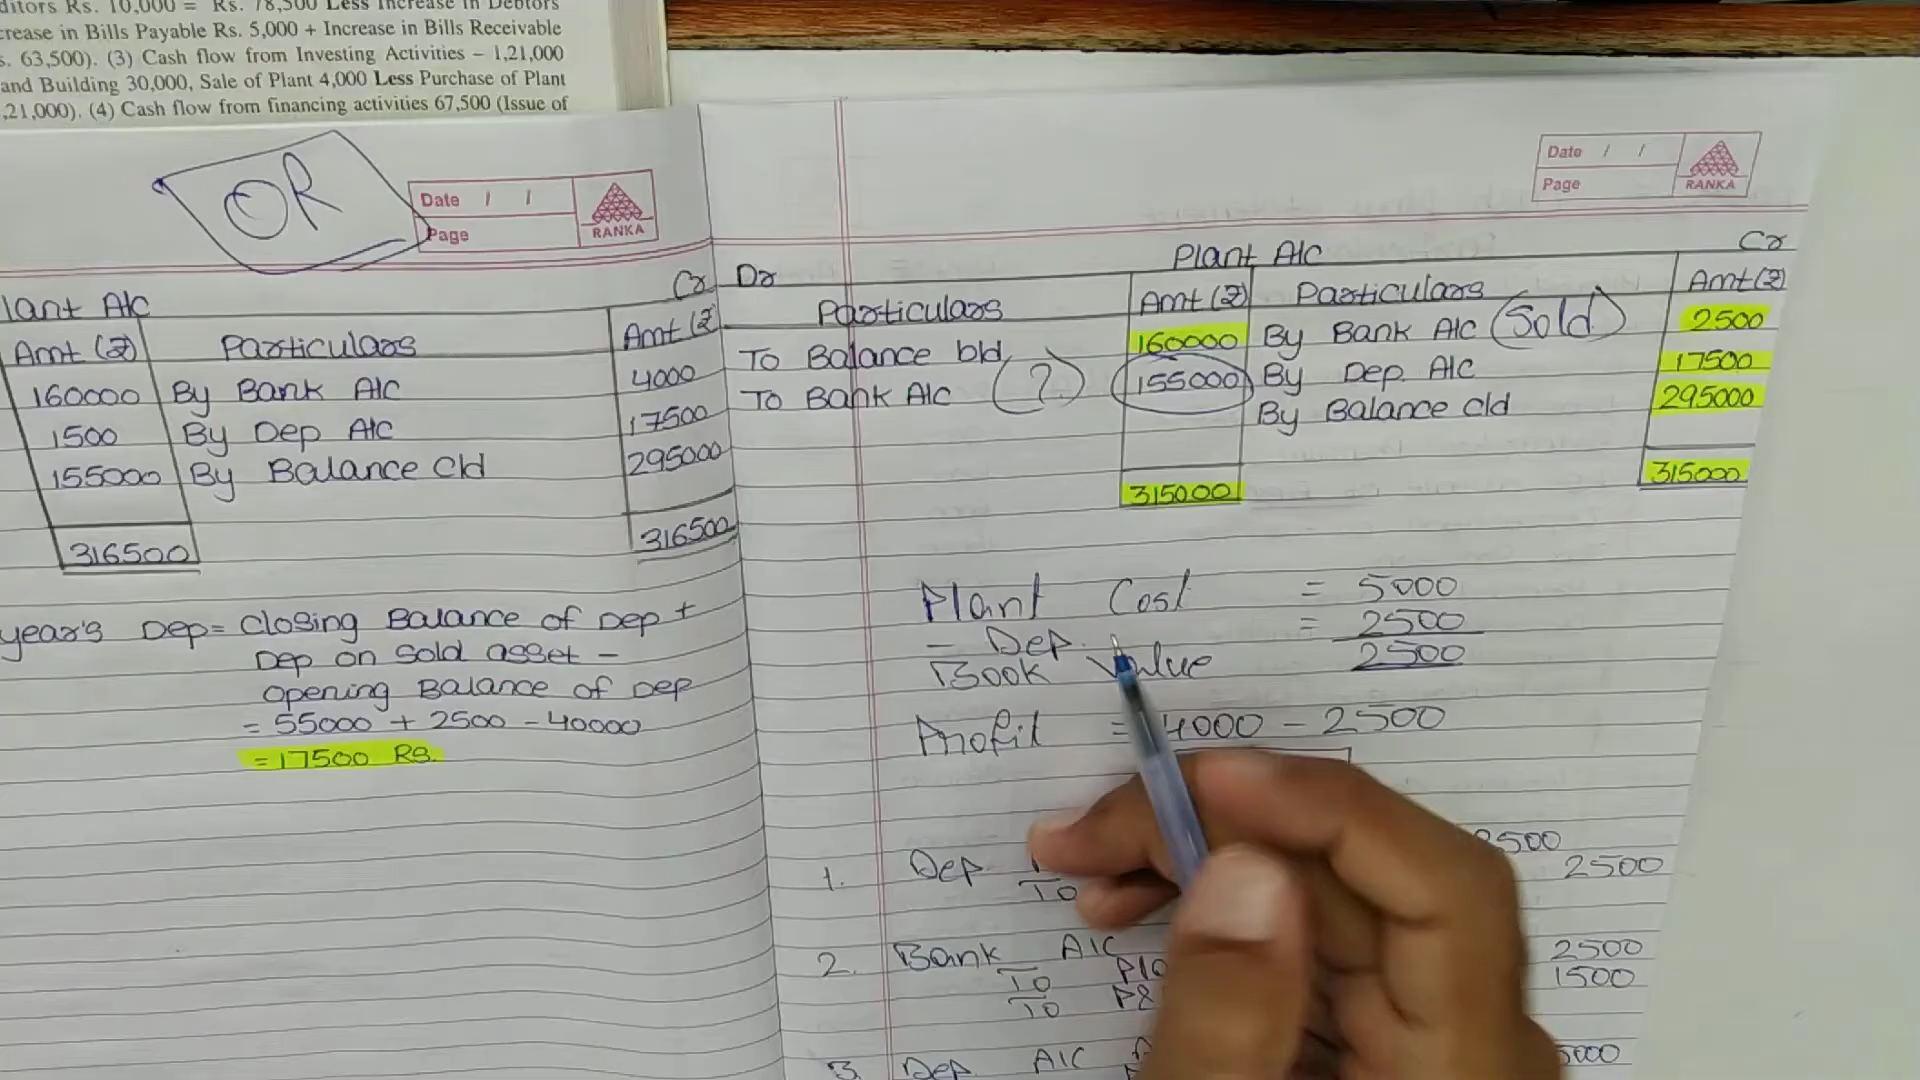 ditors Rs. 10,000 = Rs. 78,500 Less Increase in Debtors
crease in Bills Payable Rs. 5,000 + Increase in Bills Receivable
s. 63,500). (3) Cash flow from Investing Activities – 1,21,000
and Building 30,000, Sale of Plant 4,000 Less Purchase of Plant
,21,000). (4) Cash flow from financing activities 67,500 (Issue of
OR
Date / /
Page
RANKA
lant A/c
Cr
Amt (₹) Particulars Amt (₹
160000 By Bank A/c 4000
1500 By Dep A/c 17500
155000 By Balance c/d 295000
316500 316500
year's Dep = Closing Balance of Dep +
Dep on sold asset –
Opening Balance of Dep
= 55000 + 2500 - 40000
= 17500 Rs.
Date / /
Page
RANKA
Dr Plant A/c Cr
Particulars Amt (₹) Particulars Amt (₹)
To Balance b/d 160000 By Bank A/c (Sold) 2500
To Bank A/c (?) 155000 By Dep. A/c 17500
By Balance c/d 295000
315000 315000
Plant Cost = 5000
- Dep. = 2500
Book Value 2500
Profit = 4000 - 2500
1. Dep 2500
To 2500
2. Bank A/c
To 2500
To 1500
3. Dep A/c